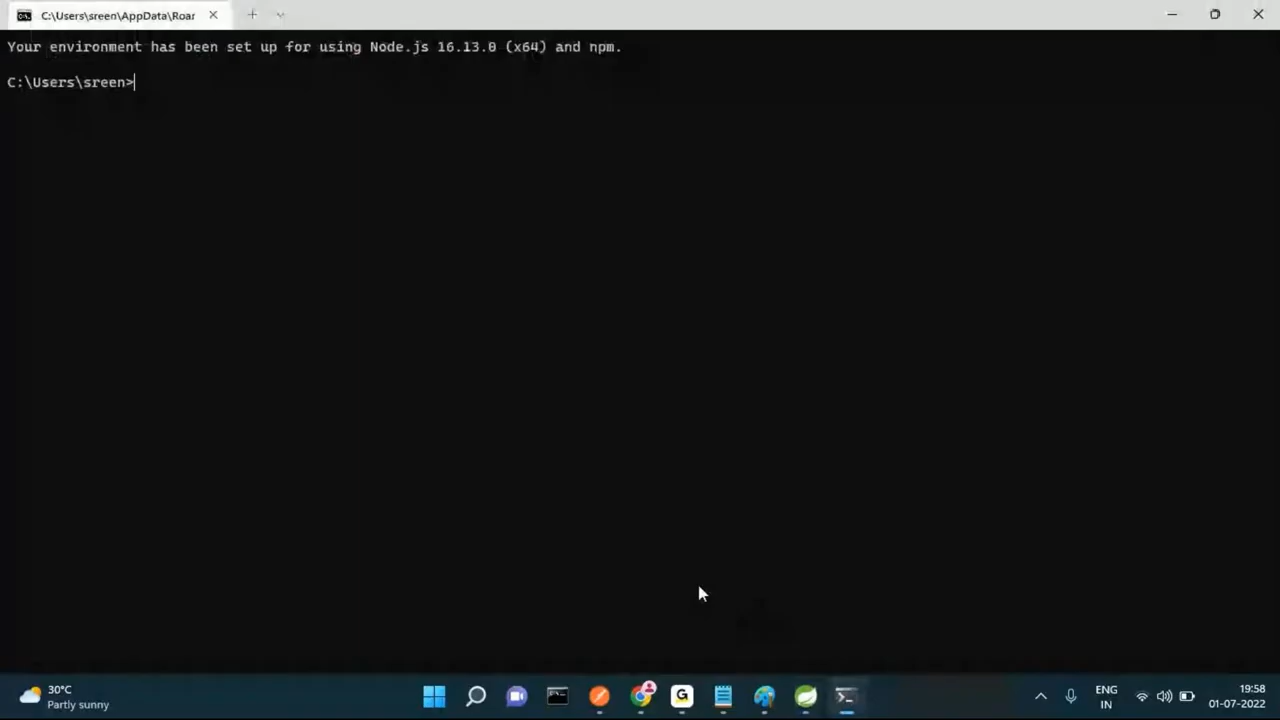 C:\Users\sreen\AppData\Roar
Your environment has been set up for using Node.js 16.13.0 (x64) and npm.
C:\Users\sreen>
30°C
Partly sunny
G
ENG
IN
19:58
01-07-2022